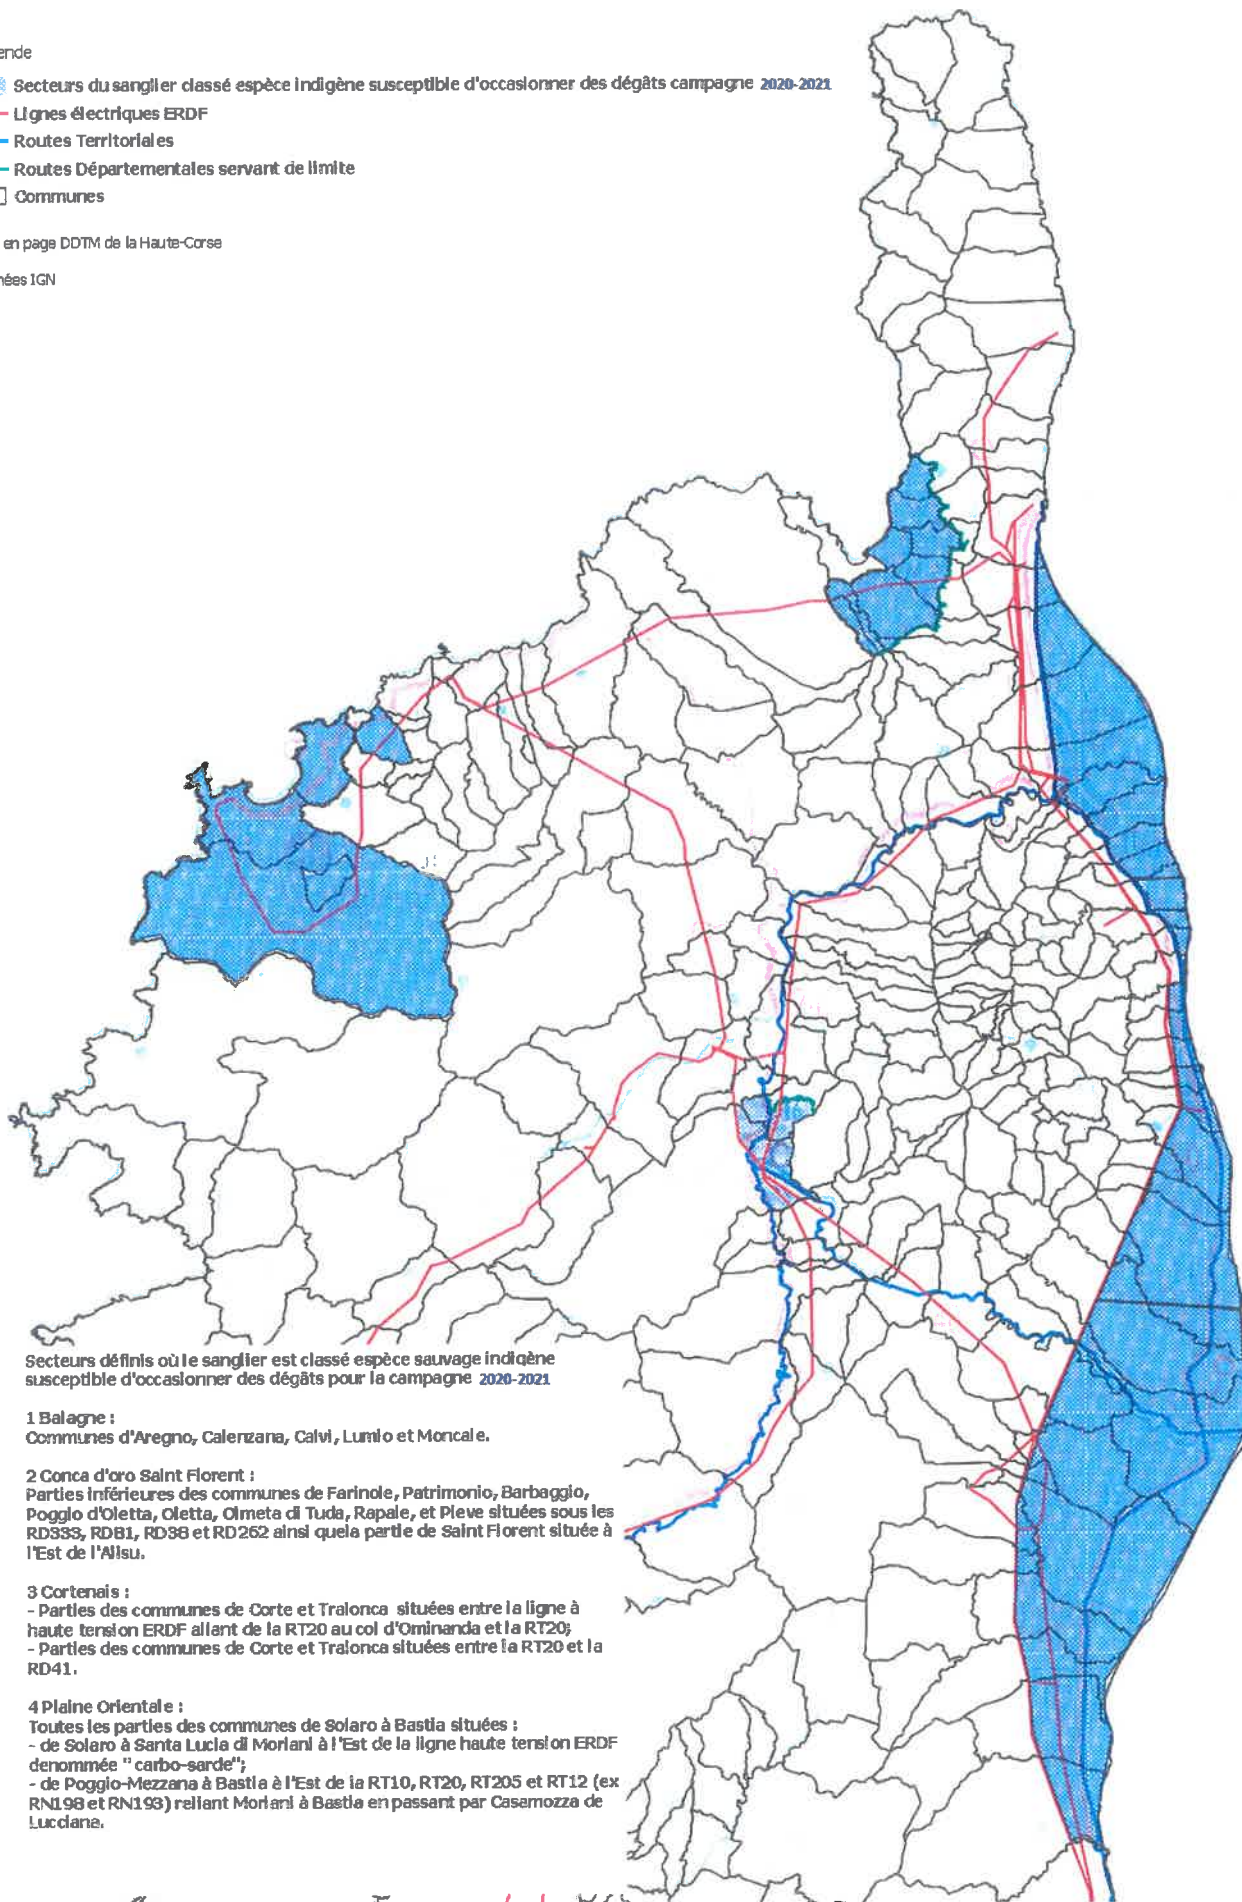 ende
Secteurs du sanglier classé espèce indigène susceptible d'occasionner des dégâts campagne 2020-2021
Lignes électriques ERDF
Routes Territoriales
Routes Départementales servant de limite
Communes
en page DDTM de la Haute-Corse
nées IGN
Secteurs définis où le sanglier est classé espèce sauvage indigène
susceptible d'occasionner des dégâts pour la campagne 2020-2021
1 Balagne :
Communes d'Aregno, Calenzana, Calvi, Lumio et Moncale.
2 Conca d'oro Saint Florent :
Parties inférieures des communes de Farinole, Patrimonio, Barbaggio,
Poggio d'Oletta, Oletta, Olmeta di Tuda, Rapale, et Pieve situées sous les
RD333, RD81, RD38 et RD262 ainsi quela partie de Saint Florent située à
l'Est de l'Alisu.
3 Cortenais :
- Parties des communes de Corte et Tralonca situées entre la ligne à
haute tension ERDF allant de la RT20 au col d'Ominanda et la RT20;
- Parties des communes de Corte et Tralonca situées entre la RT20 et la
RD41.
4 Plaine Orientale :
Toutes les parties des communes de Solaro à Bastia situées :
- de Solaro à Santa Lucia di Moriani à l'Est de la ligne haute tension ERDF
denommée " carbo-sarde";
- de Poggio-Mezzana à Bastia à l'Est de la RT10, RT20, RT205 et RT12 (ex
RN198 et RN193) reliant Moriani à Bastia en passant par Casamozza de
Lucciana.